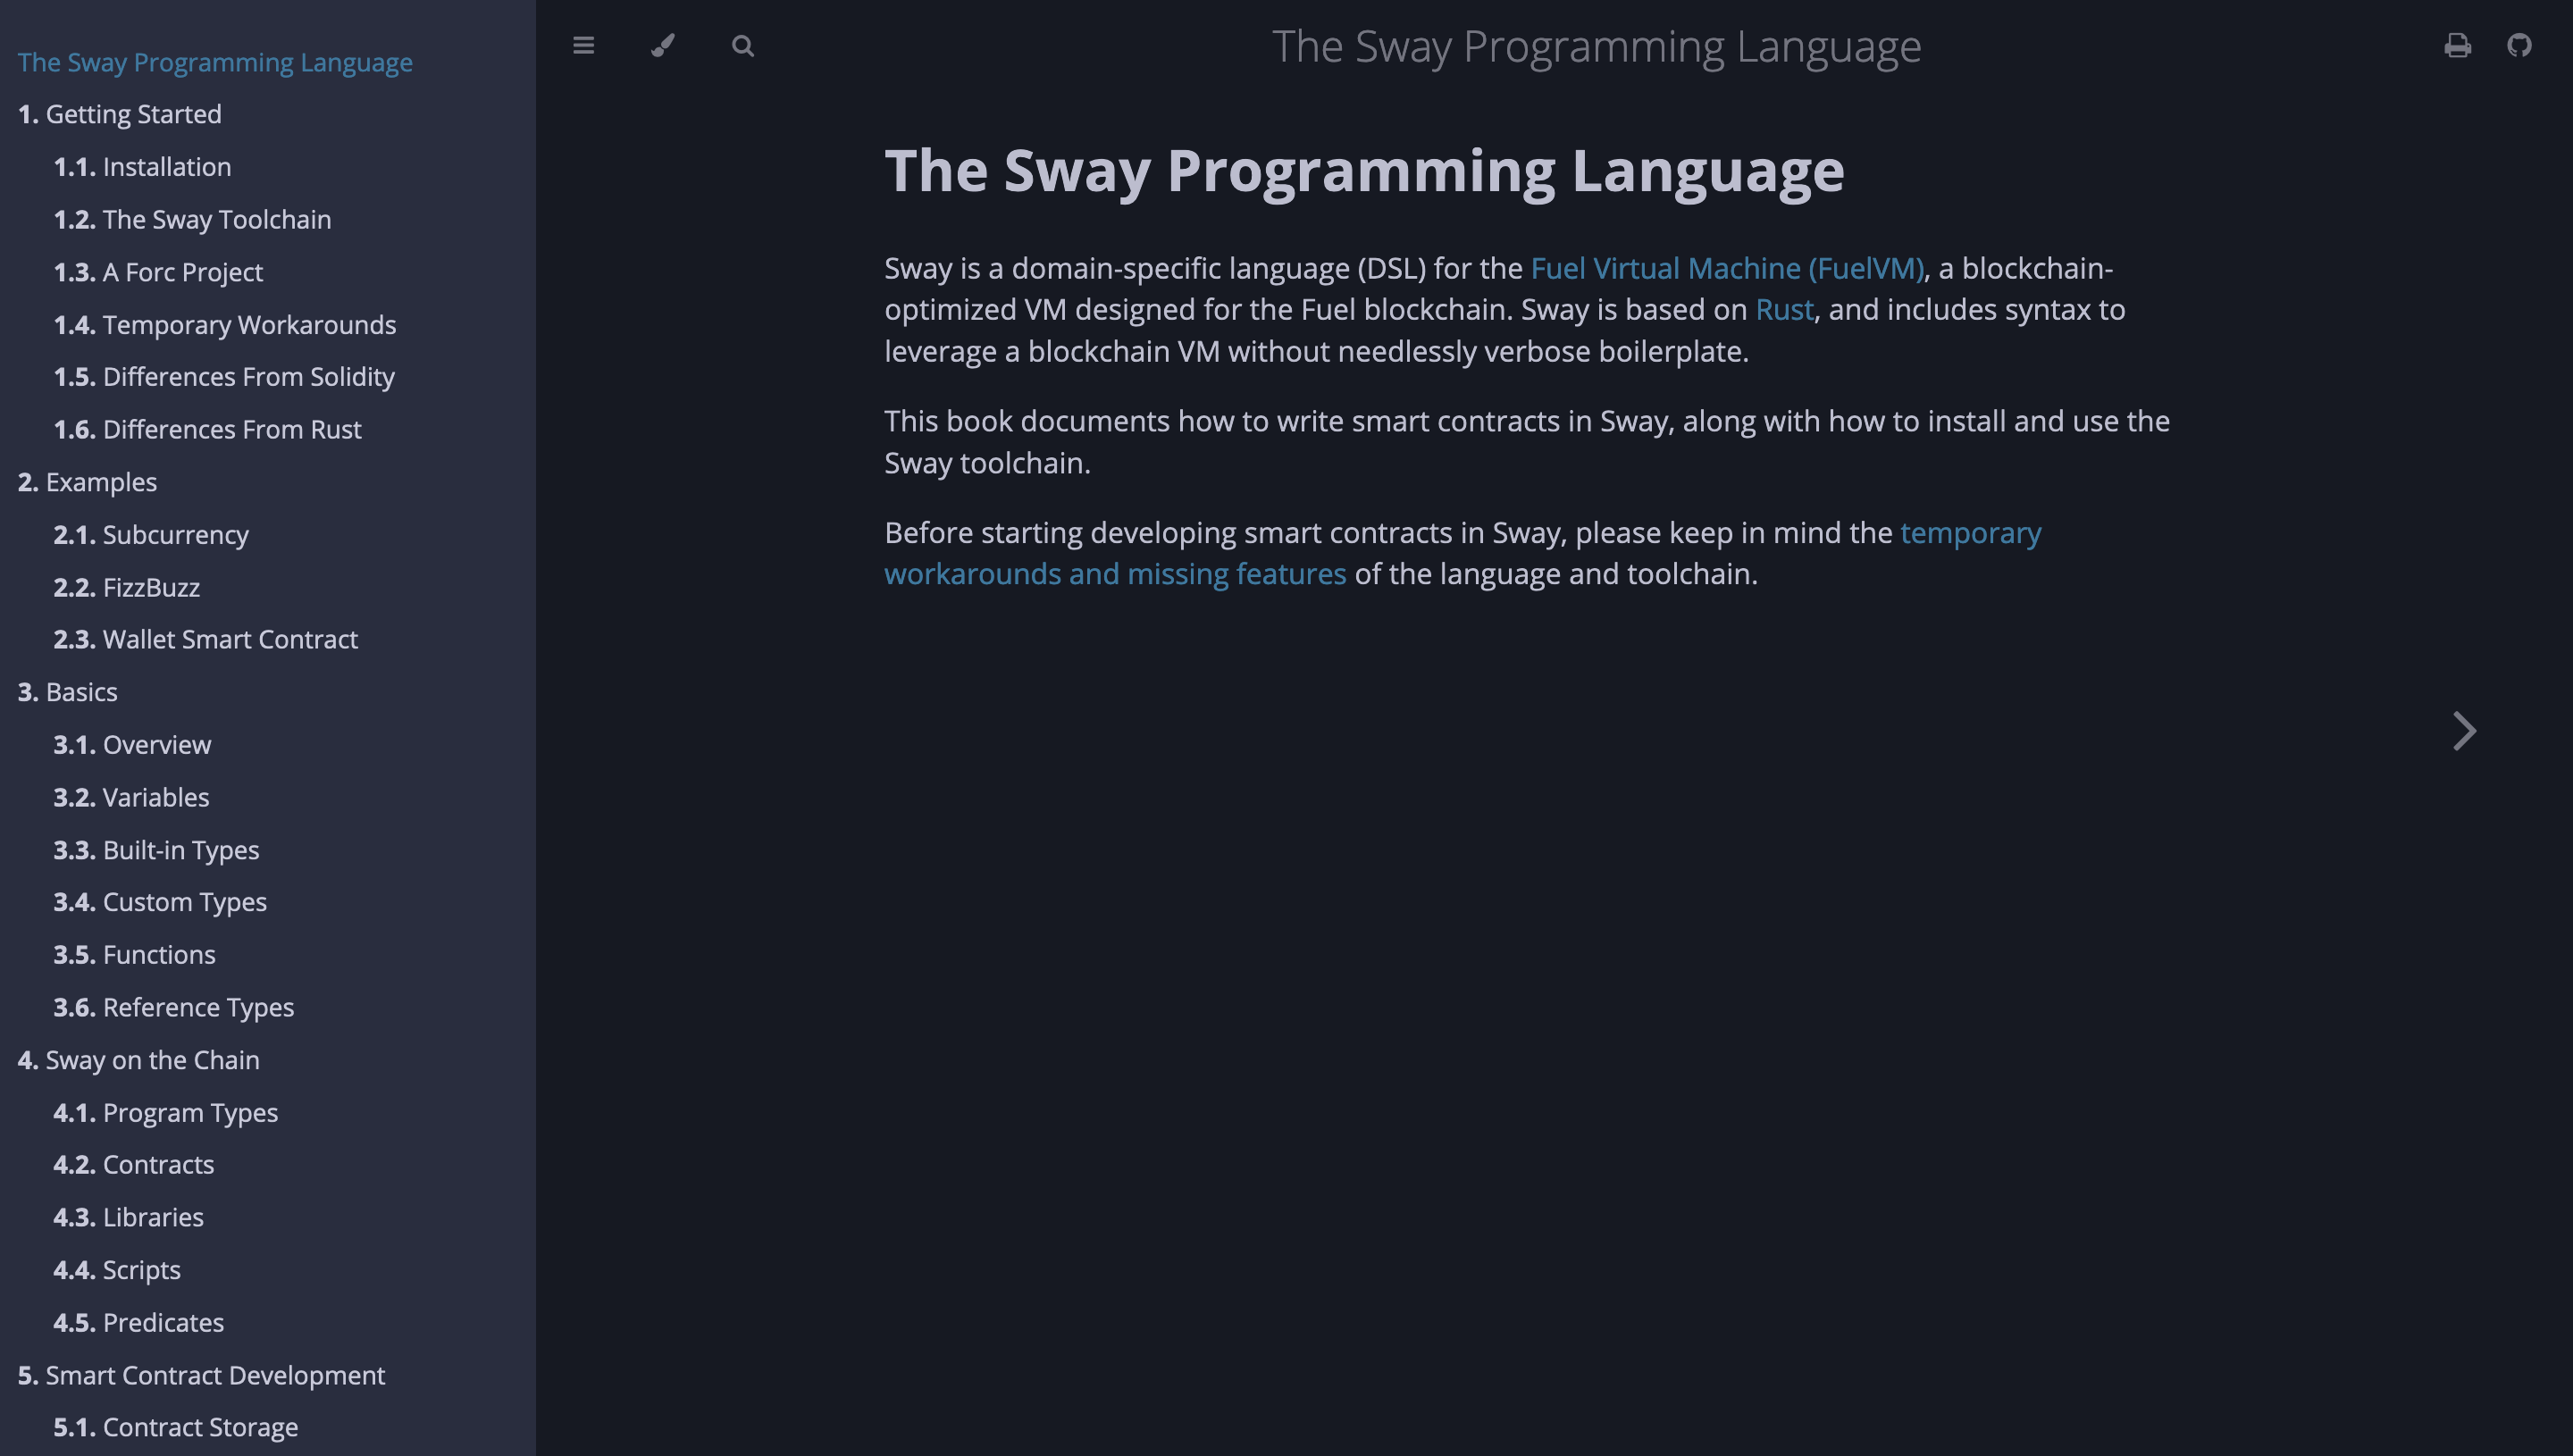 The Sway Programming Language
1. Getting Started
1.1. Installation
1.2. The Sway Toolchain
1.3. A Forc Project
1.4. Temporary Workarounds
1.5. Differences From Solidity
1.6. Differences From Rust
2. Examples
2.1. Subcurrency
2.2. FizzBuzz
2.3. Wallet Smart Contract
3. Basics
3.1. Overview
3.2. Variables
3.3. Built-in Types
3.4. Custom Types
3.5. Functions
3.6. Reference Types
4. Sway on the Chain
4.1. Program Types
4.2. Contracts
4.3. Libraries
4.4. Scripts
4.5. Predicates
5. Smart Contract Development
5.1. Contract Storage
The Sway Programming Language
The Sway Programming Language
Sway is a domain-specific language (DSL) for the Fuel Virtual Machine (FuelVM), a blockchain-
optimized VM designed for the Fuel blockchain. Sway is based on Rust, and includes syntax to
leverage a blockchain VM without needlessly verbose boilerplate.
This book documents how to write smart contracts in Sway, along with how to install and use the
Sway toolchain.
Before starting developing smart contracts in Sway, please keep in mind the temporary
workarounds and missing features of the language and toolchain.